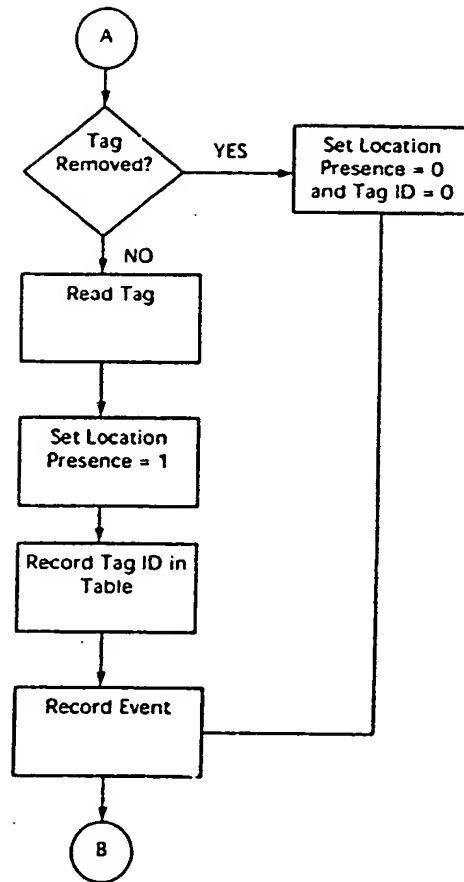 A
Tag
Removed?
YES
Set Location
Presence = 0
and Tag ID = 0
NO
Read Tag
Set Location
Presence = 1
Record Tag ID in
Table
Record Event
B